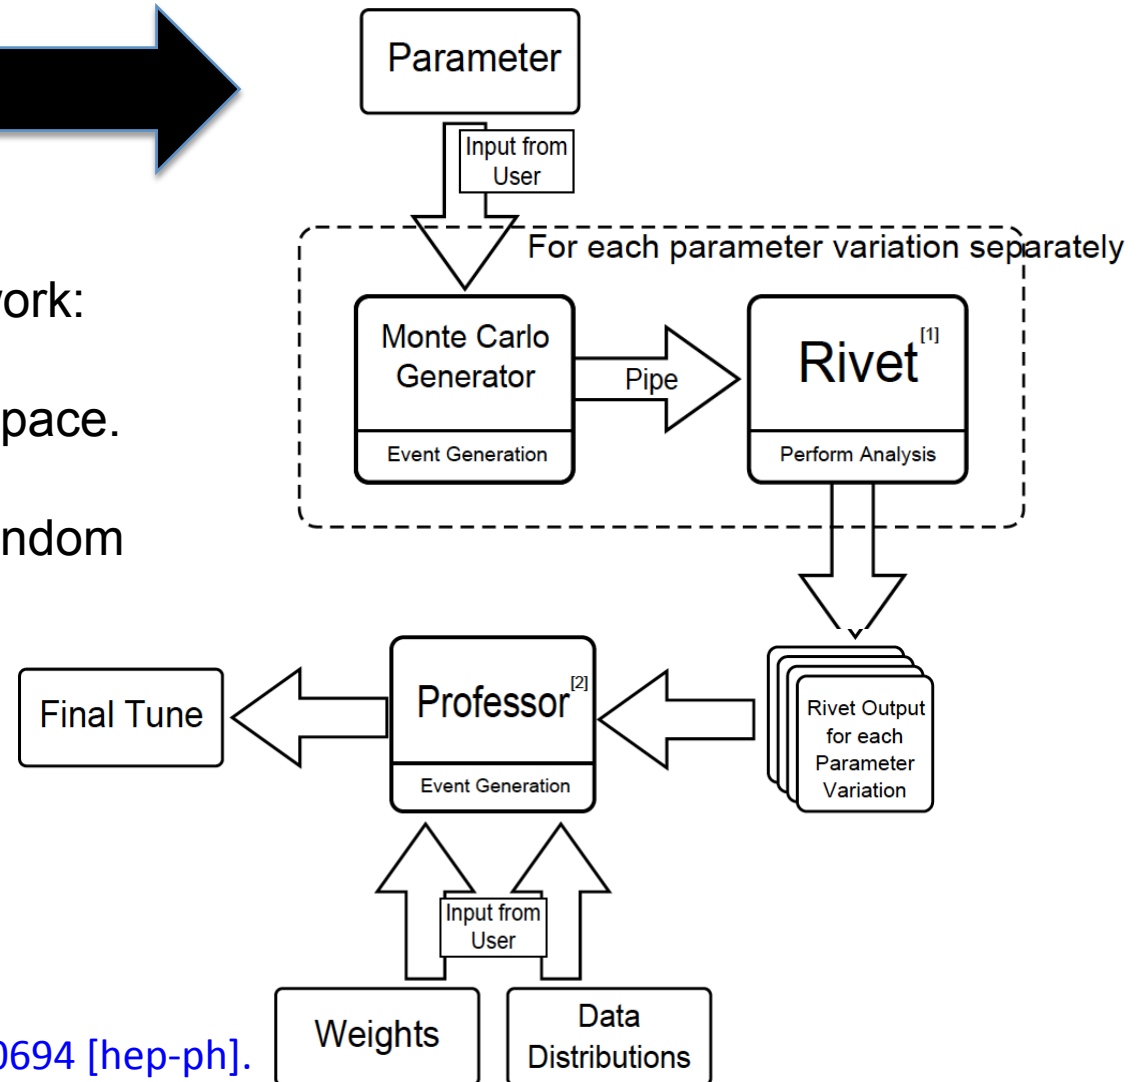 Parameter
Input from
User
For each parameter variation separately
Monte Carlo
Generator
Event Generation
Pipe
Rivet[1]
Perform Analysis
pace.
ndom
Rivet Output
for each
Parameter
Variation
Professor[2]
Event Generation
Final Tune
Input from
User
Weights
Data
Distributions
0694 [hep-ph].